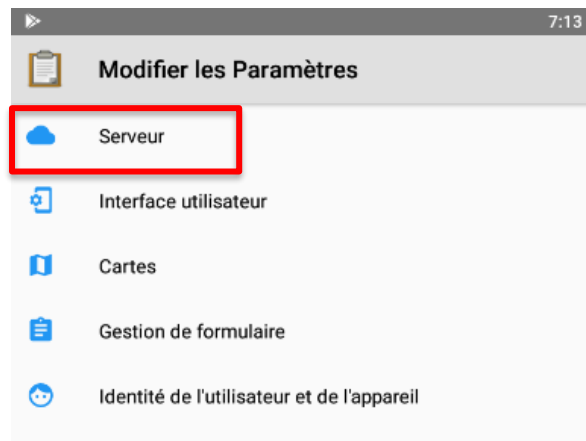 7:13
Modifier les Paramètres
Serveur
Interface utilisateur
Cartes
Gestion de formulaire
Identité de l'utilisateur et de l'appareil